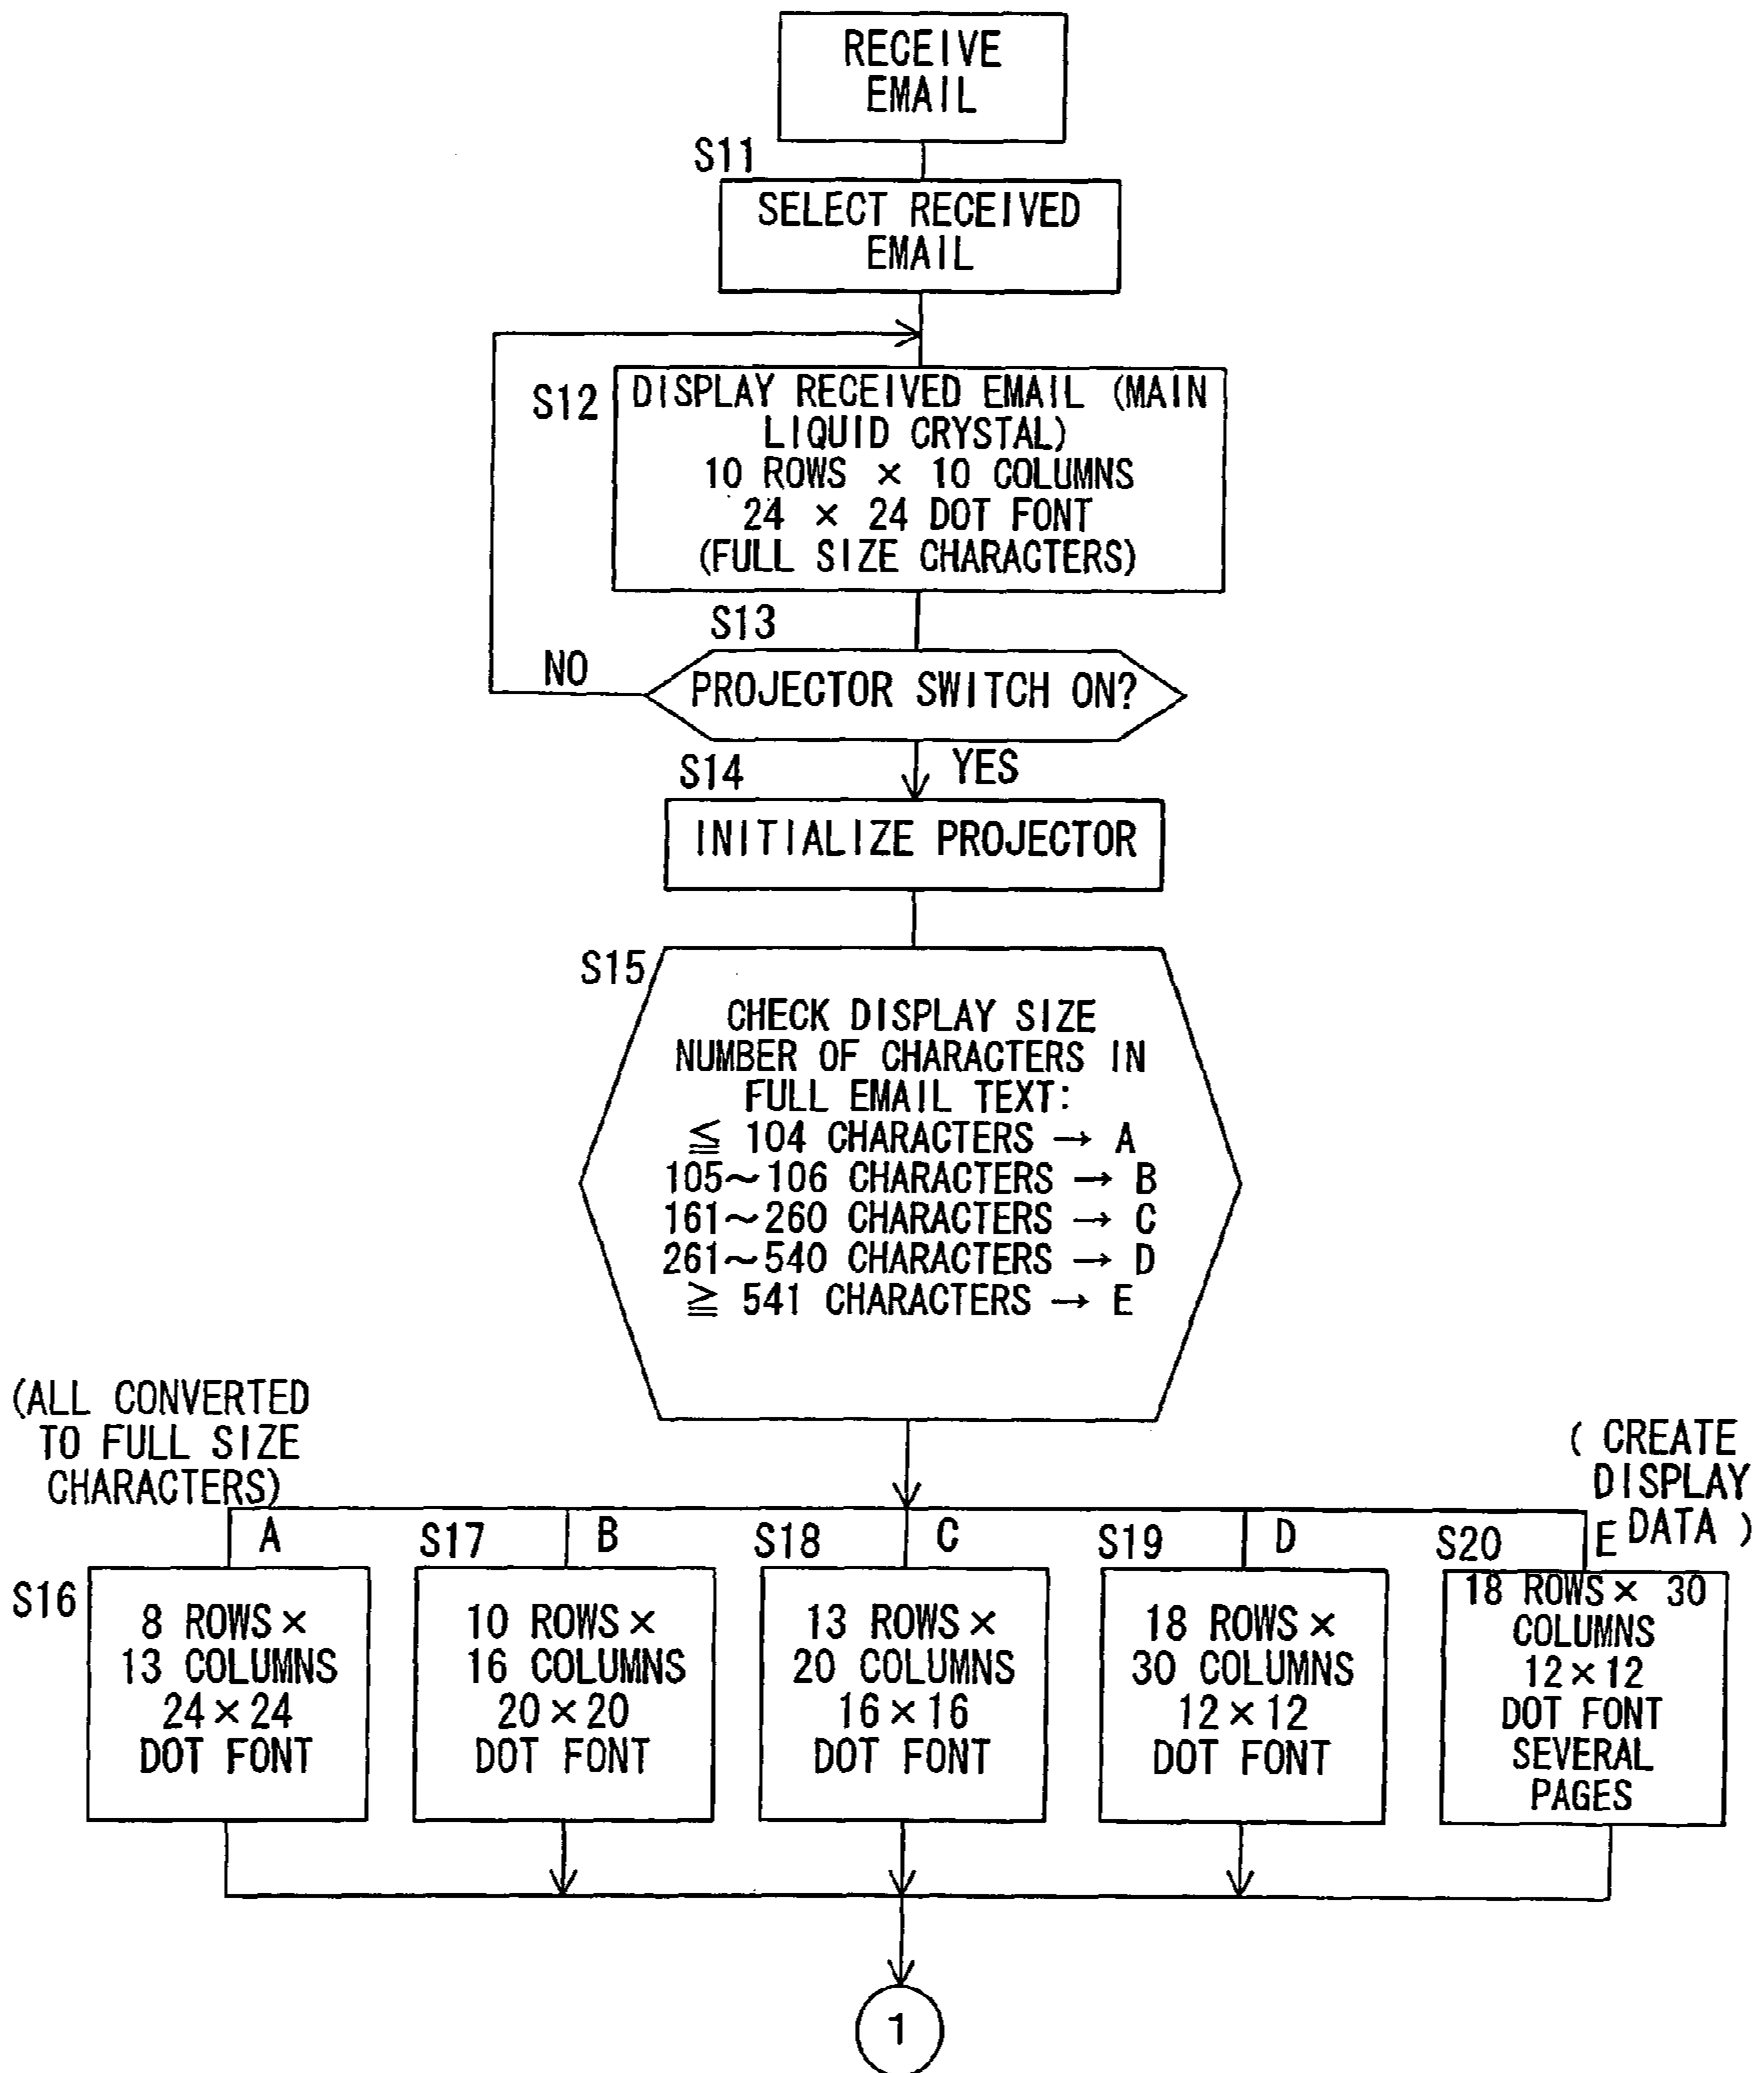 RECEIVE
EMAIL
S11
SELECT RECEIVED
EMAIL
S12
DISPLAY RECEIVED EMAIL (MAIN
LIQUID CRYSTAL)
10 ROWS × 10 COLUMNS
24 × 24 DOT FONT
(FULL SIZE CHARACTERS)
S13
NO
PROJECTOR SWITCH ON?
S14
YES
INITIALIZE PROJECTOR
S15
CHECK DISPLAY SIZE
NUMBER OF CHARACTERS IN
FULL EMAIL TEXT:
≦ 104 CHARACTERS → A
105~106 CHARACTERS → B
161~260 CHARACTERS → C
261~540 CHARACTERS → D
≧ 541 CHARACTERS → E
(ALL CONVERTED
TO FULL SIZE
CHARACTERS)
( CREATE
DISPLAY
DATA )
S16
A
8 ROWS ×
13 COLUMNS
24 × 24
DOT FONT
S17
B
10 ROWS ×
16 COLUMNS
20 × 20
DOT FONT
S18
C
13 ROWS ×
20 COLUMNS
16 × 16
DOT FONT
S19
D
18 ROWS ×
30 COLUMNS
12 × 12
DOT FONT
S20
E
18 ROWS × 30
COLUMNS
12 × 12
DOT FONT
SEVERAL
PAGES
1